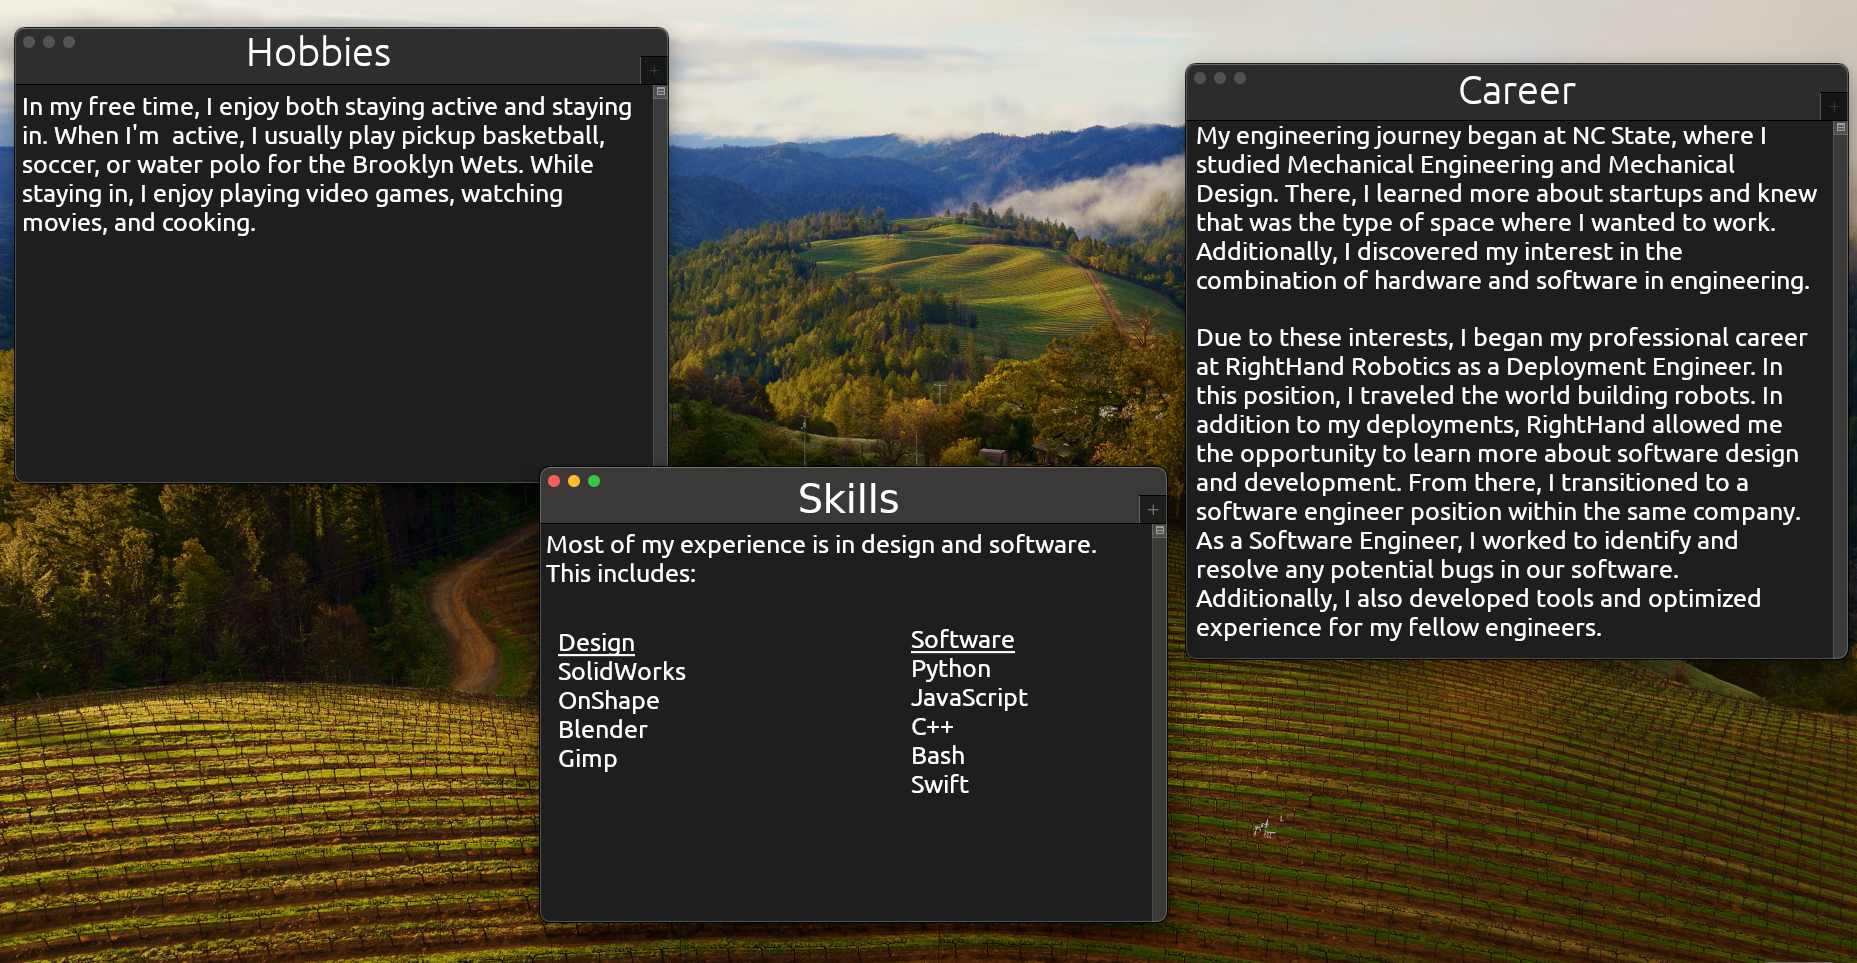 Hobbies
In my free time, I enjoy both staying active and staying
in. When I'm  active, I usually play pickup basketball,
soccer, or water polo for the Brooklyn Wets. While
staying in, I enjoy playing video games, watching
movies, and cooking.
Career
My engineering journey began at NC State, where I
studied Mechanical Engineering and Mechanical
Design. There, I learned more about startups and knew
that was the type of space where I wanted to work.
Additionally, I discovered my interest in the
combination of hardware and software in engineering.
Due to these interests, I began my professional career
at RightHand Robotics as a Deployment Engineer. In
this position, I traveled the world building robots. In
addition to my deployments, RightHand allowed me
the opportunity to learn more about software design
and development. From there, I transitioned to a
software engineer position within the same company.
As a Software Engineer, I worked to identify and
resolve any potential bugs in our software.
Additionally, I also developed tools and optimized
experience for my fellow engineers.
Skills
Most of my experience is in design and software.
This includes:
Design
SolidWorks
OnShape
Blender
Gimp
Software
Python
JavaScript
C++
Bash
Swift